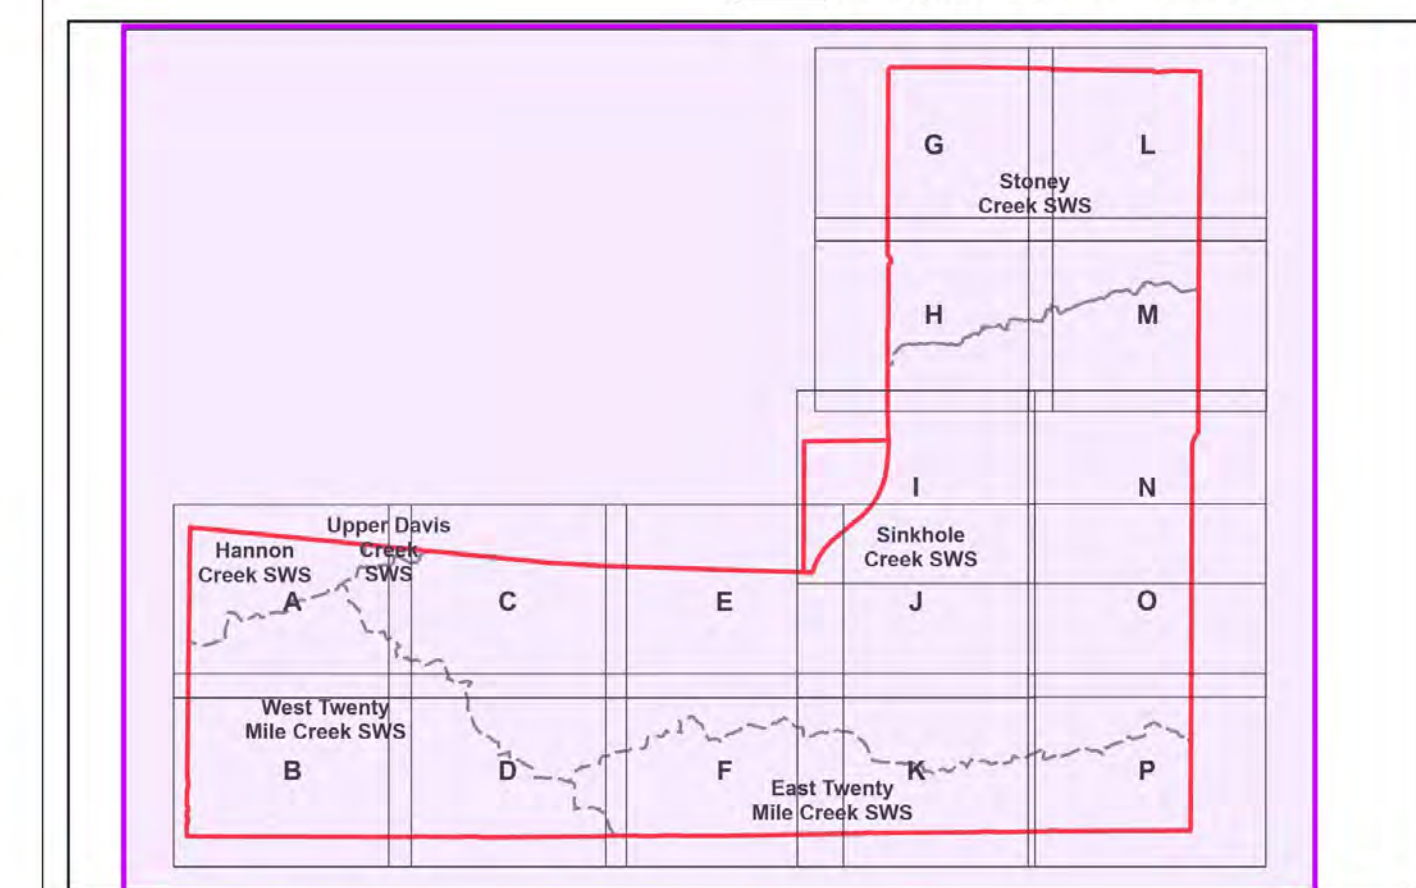 G
L
Stoney
Creek SWS
H
M
I
N
Sinkhole
Creek SWS
Upper Davis
Creek
SWS
Hannon
Creek SWS
A
C
E
J
O
West Twenty
Mile Creek SWS
B
D
F
K
P
East Twenty
Mile Creek SWS